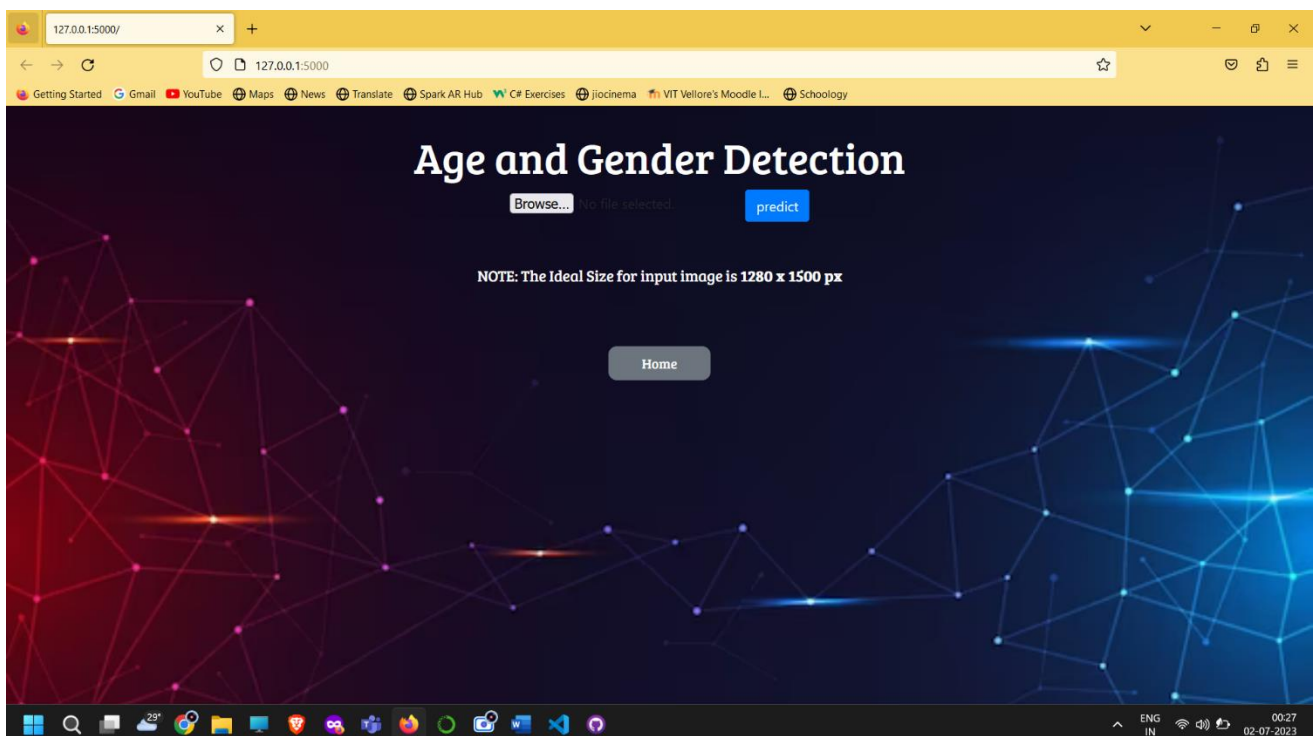 127.0.0.1:5000/
127.0.0.1:5000
Getting Started Gmail YouTube Maps News Translate Spark AR Hub C# Exercises jiocinema VIT Vellore's Moodle l... Schoology
Age and Gender Detection
Browse... No file selected. predict
NOTE: The Ideal Size for input image is 1280 x 1500 px
Home
29°
ENG 00:27
IN 02-07-2023